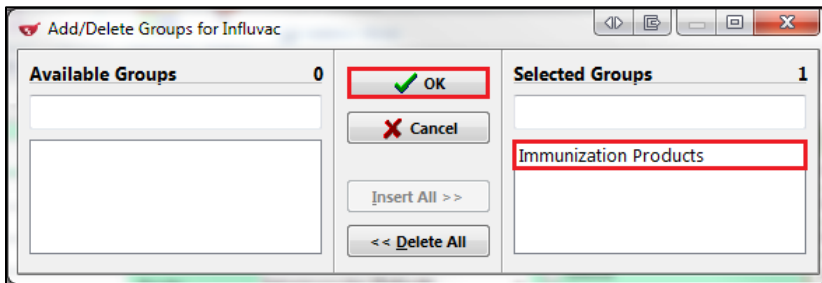 Add/Delete Groups for Influvac
Available Groups 0
OK
Cancel
Insert All >>
<< Delete All
Selected Groups 1
Immunization Products